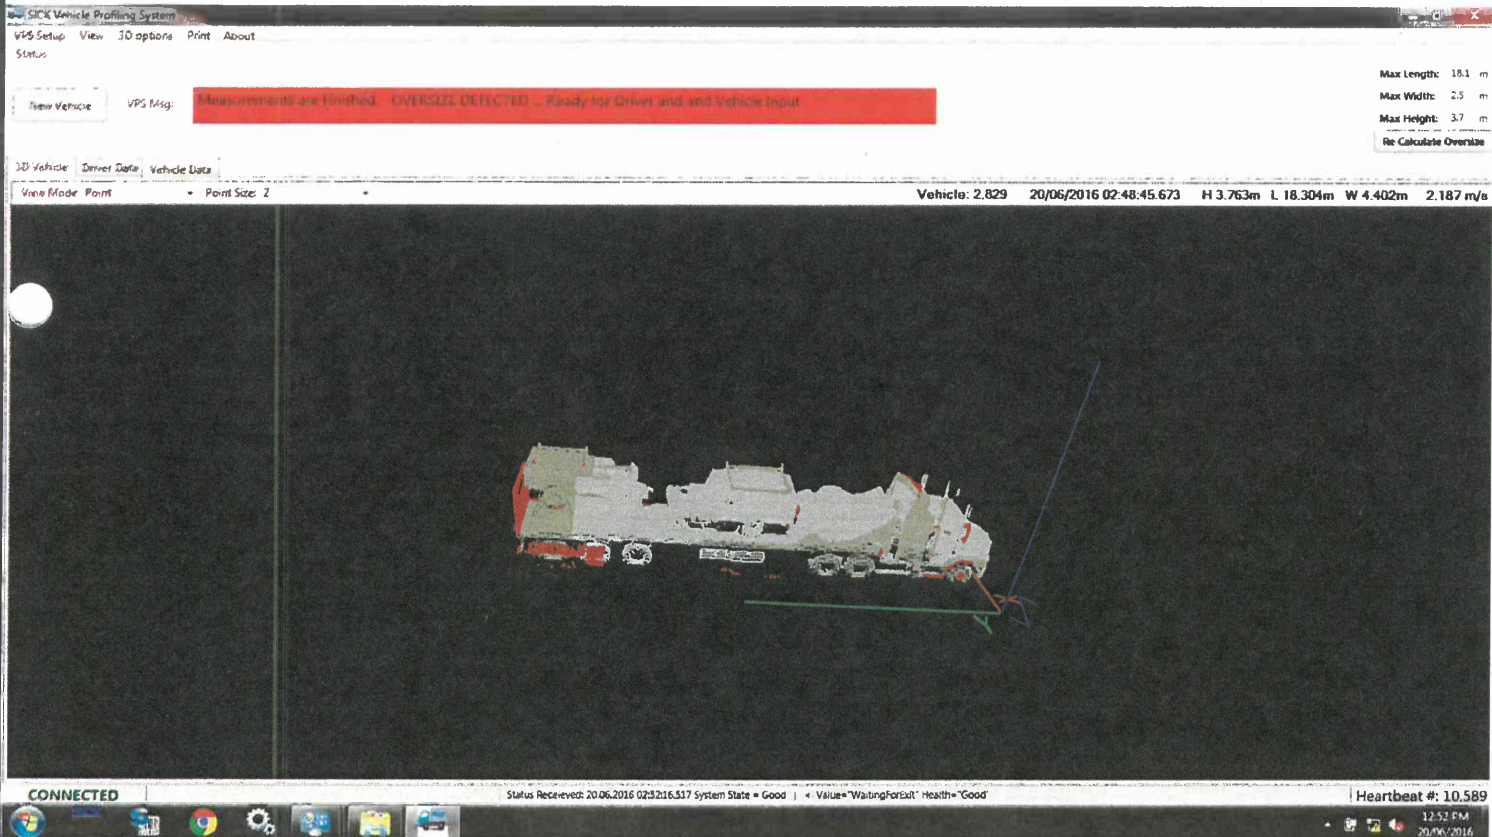 SICK Vehicle Profiling System
VPS Setup View 3D options Print About
Status
Max Length: 18.1 m
New Vehicle VPS Msg: Measurements are Finished. OVERSIZE DETECTED ... Ready for Driver and and Vehicle Input
Max Width: 2.5 m
Max Height: 3.7 m
Re Calculate Oversize
3D Vehicle Driver Data Vehicle Data
View Mode Point Point Size: 2 Vehicle: 2,829 20/06/2016 02:48:45.673 H 3.763m L 18.304m W 4.402m 2.187 m/s
Y
CONNECTED Status Receieved: 20.06.2016 02:52:16.517 System State = Good | < Value="WaitingForExit" Health="Good" Heartbeat #: 10,589
12:52 PM
20/06/2016